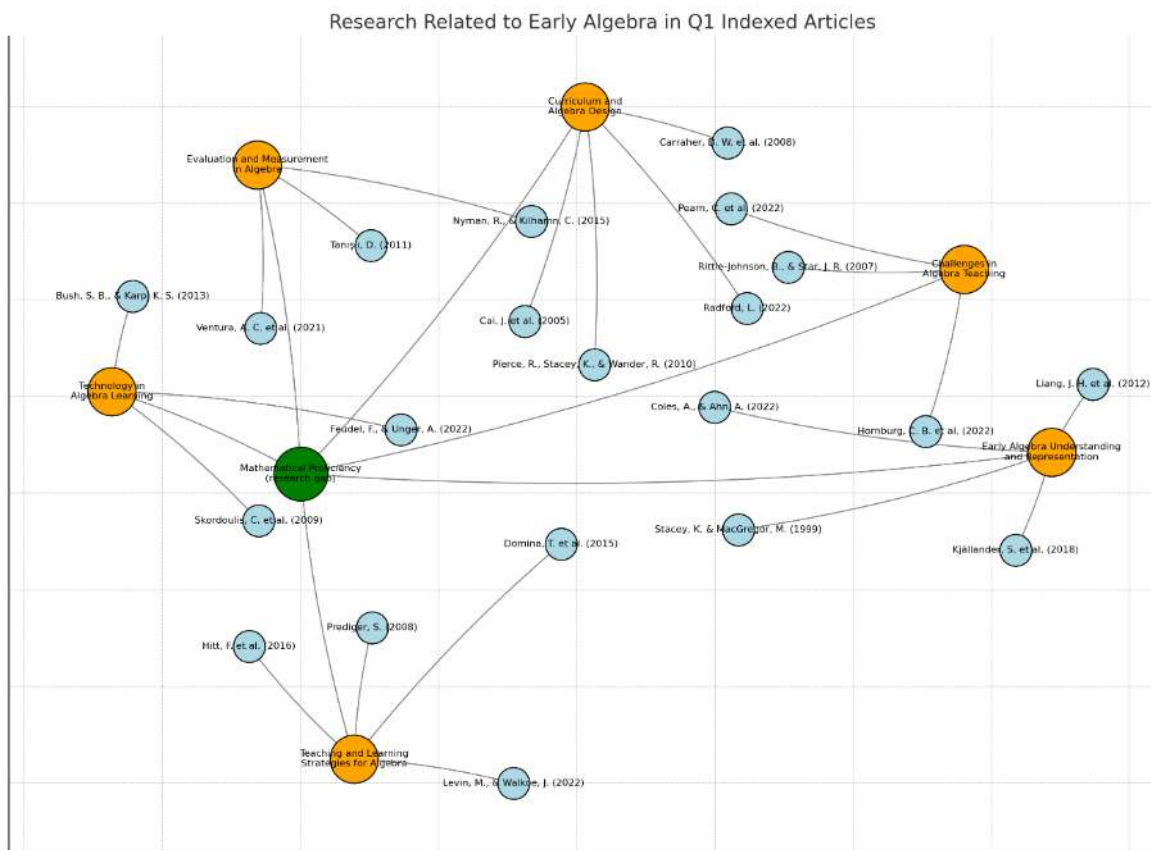 Research Related to Early Algebra in Q1 Indexed Articles
Curriculum and
Algebra Design
Carraher, D. W. et al. (2008)
Evaluation and Measurement
in Algebra
Pearn, C. et al. (2022)
Nyman, R., & Kilhamn, C. (2015)
Tanışlı, D. (2011)
Rittle-Johnson, B., & Star, J. R. (2007)
Challenges in
Algebra Teaching
Bush, S. B., & Karp, K. S. (2013)
Radford, L. (2022)
Ventura, A. C. et al. (2021)
Cai, J. et al. (2005)
Pierce, R., Stacey, K., & Wander, R. (2010)
Liang, J. H. et al. (2012)
Technology in
Algebra Learning
Coles, A., & Ahn, A. (2022)
Feudel, F., & Unger, A. (2022)
Hornburg, C. B. et al. (2022)
Early Algebra Understanding
and Representation
Mathematical Proficiency
(research gap)
Skordoulis, C. et al. (2009)
Stacey, K. & MacGregor, M. (1999)
Domina, T. et al. (2015)
Kjällander, S. et al. (2018)
Prediger, S. (2008)
Hitt, F. et al. (2016)
Teaching and Learning
Strategies for Algebra
Levin, M., & Walkoe, J. (2022)